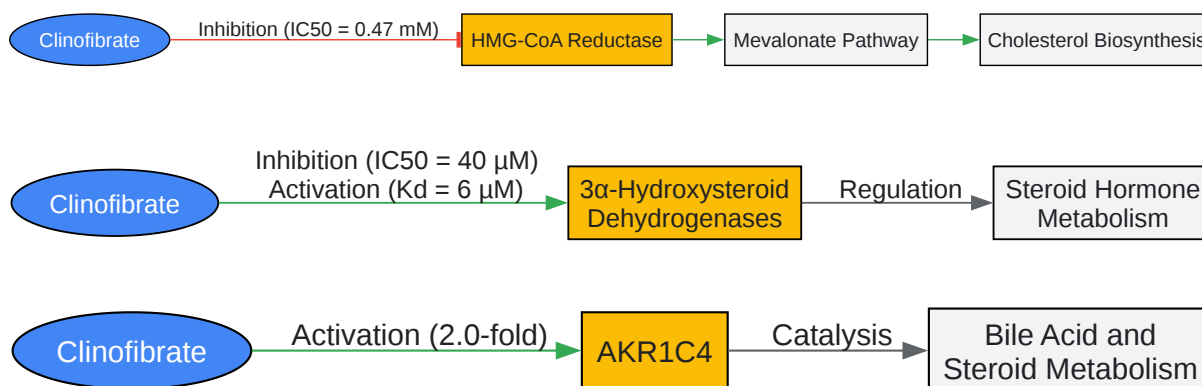 Clinofibrate
Inhibition (IC50 = 0.47 mM)
HMG-CoA Reductase
Mevalonate Pathway
Cholesterol Biosynthesis
Clinofibrate
Inhibition (IC50 = 40 µM)
Activation (Kd = 6 µM)
3α-Hydroxysteroid
Dehydrogenases
Regulation
Steroid Hormone
Metabolism
Clinofibrate
Activation (2.0-fold)
AKR1C4
Catalysis
Bile Acid and
Steroid Metabolism